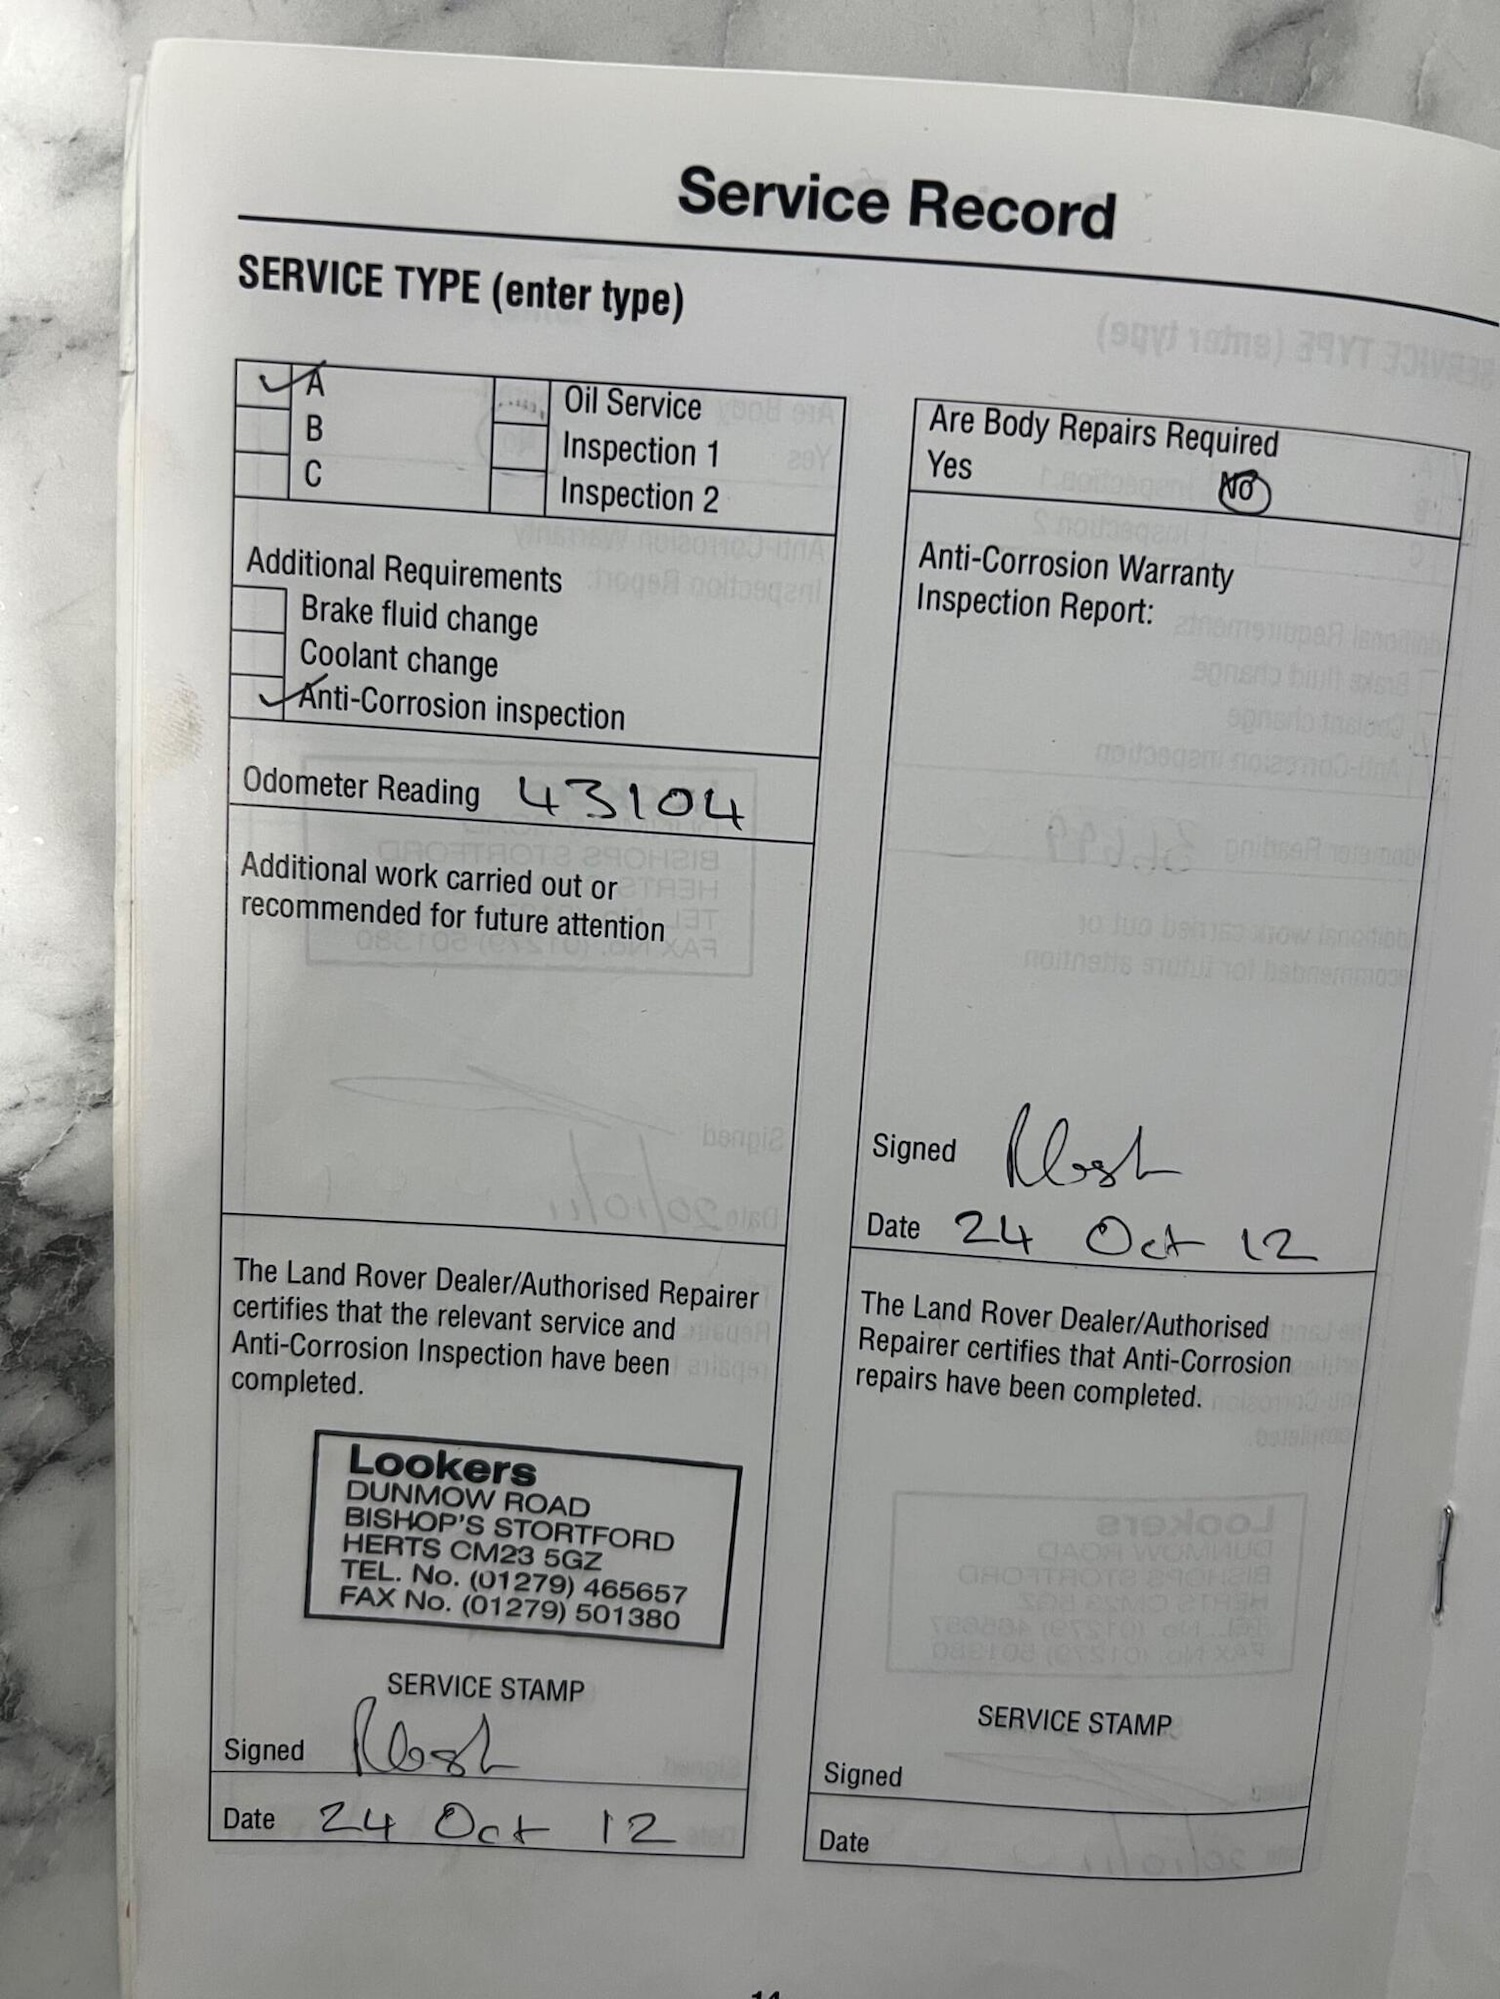 Service Record
SERVICE TYPE (enter type)
A
B
C
Oil Service
Inspection 1
Inspection 2
Additional Requirements
Brake fluid change
Coolant change
Anti-Corrosion inspection
Odometer Reading 43104
Additional work carried out or
recommended for future attention
The Land Rover Dealer/Authorised Repairer
certifies that the relevant service and
Anti-Corrosion Inspection have been
completed.
Lookers
DUNMOW ROAD
BISHOP'S STORTFORD
HERTS CM23 5GZ
TEL. No. (01279) 465657
FAX No. (01279) 501380
SERVICE STAMP
Signed
Date 24 Oct 12
Are Body Repairs Required
Yes No
Anti-Corrosion Warranty
Inspection Report:
Signed
Date 24 Oct 12
The Land Rover Dealer/Authorised
Repairer certifies that Anti-Corrosion
repairs have been completed.
SERVICE STAMP
Signed
Date